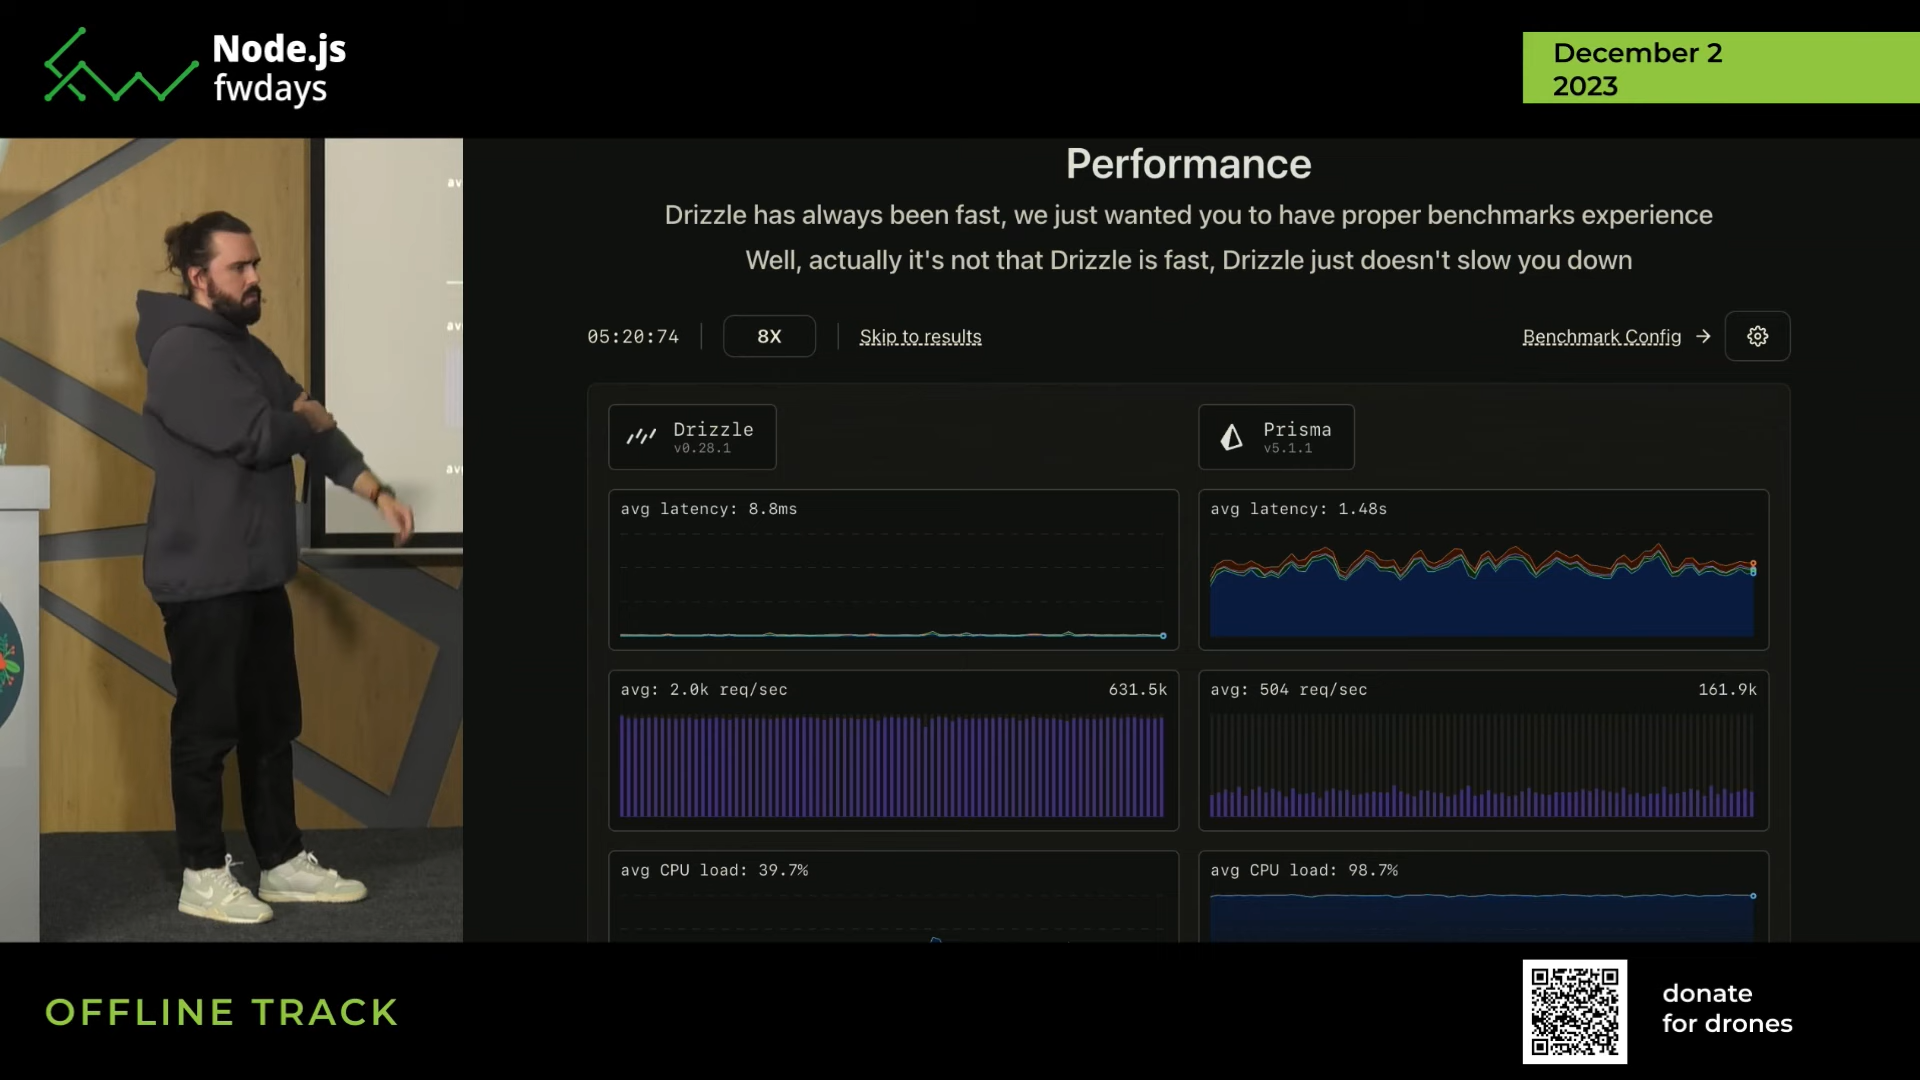 Node.js
fwdays
December 2
2023
Performance
Drizzle has always been fast, we just wanted you to have proper benchmarks experience
Well, actually it's not that Drizzle is fast, Drizzle just doesn't slow you down
05:20:74
8X
Skip to results
Benchmark Config →
Drizzle
v0.28.1
Prisma
v5.1.1
avg latency: 8.8ms
avg latency: 1.48s
avg: 2.0k req/sec
631.5k
avg: 504 req/sec
161.9k
avg CPU load: 39.7%
avg CPU load: 98.7%
av
av
av
OFFLINE TRACK
donate
for drones